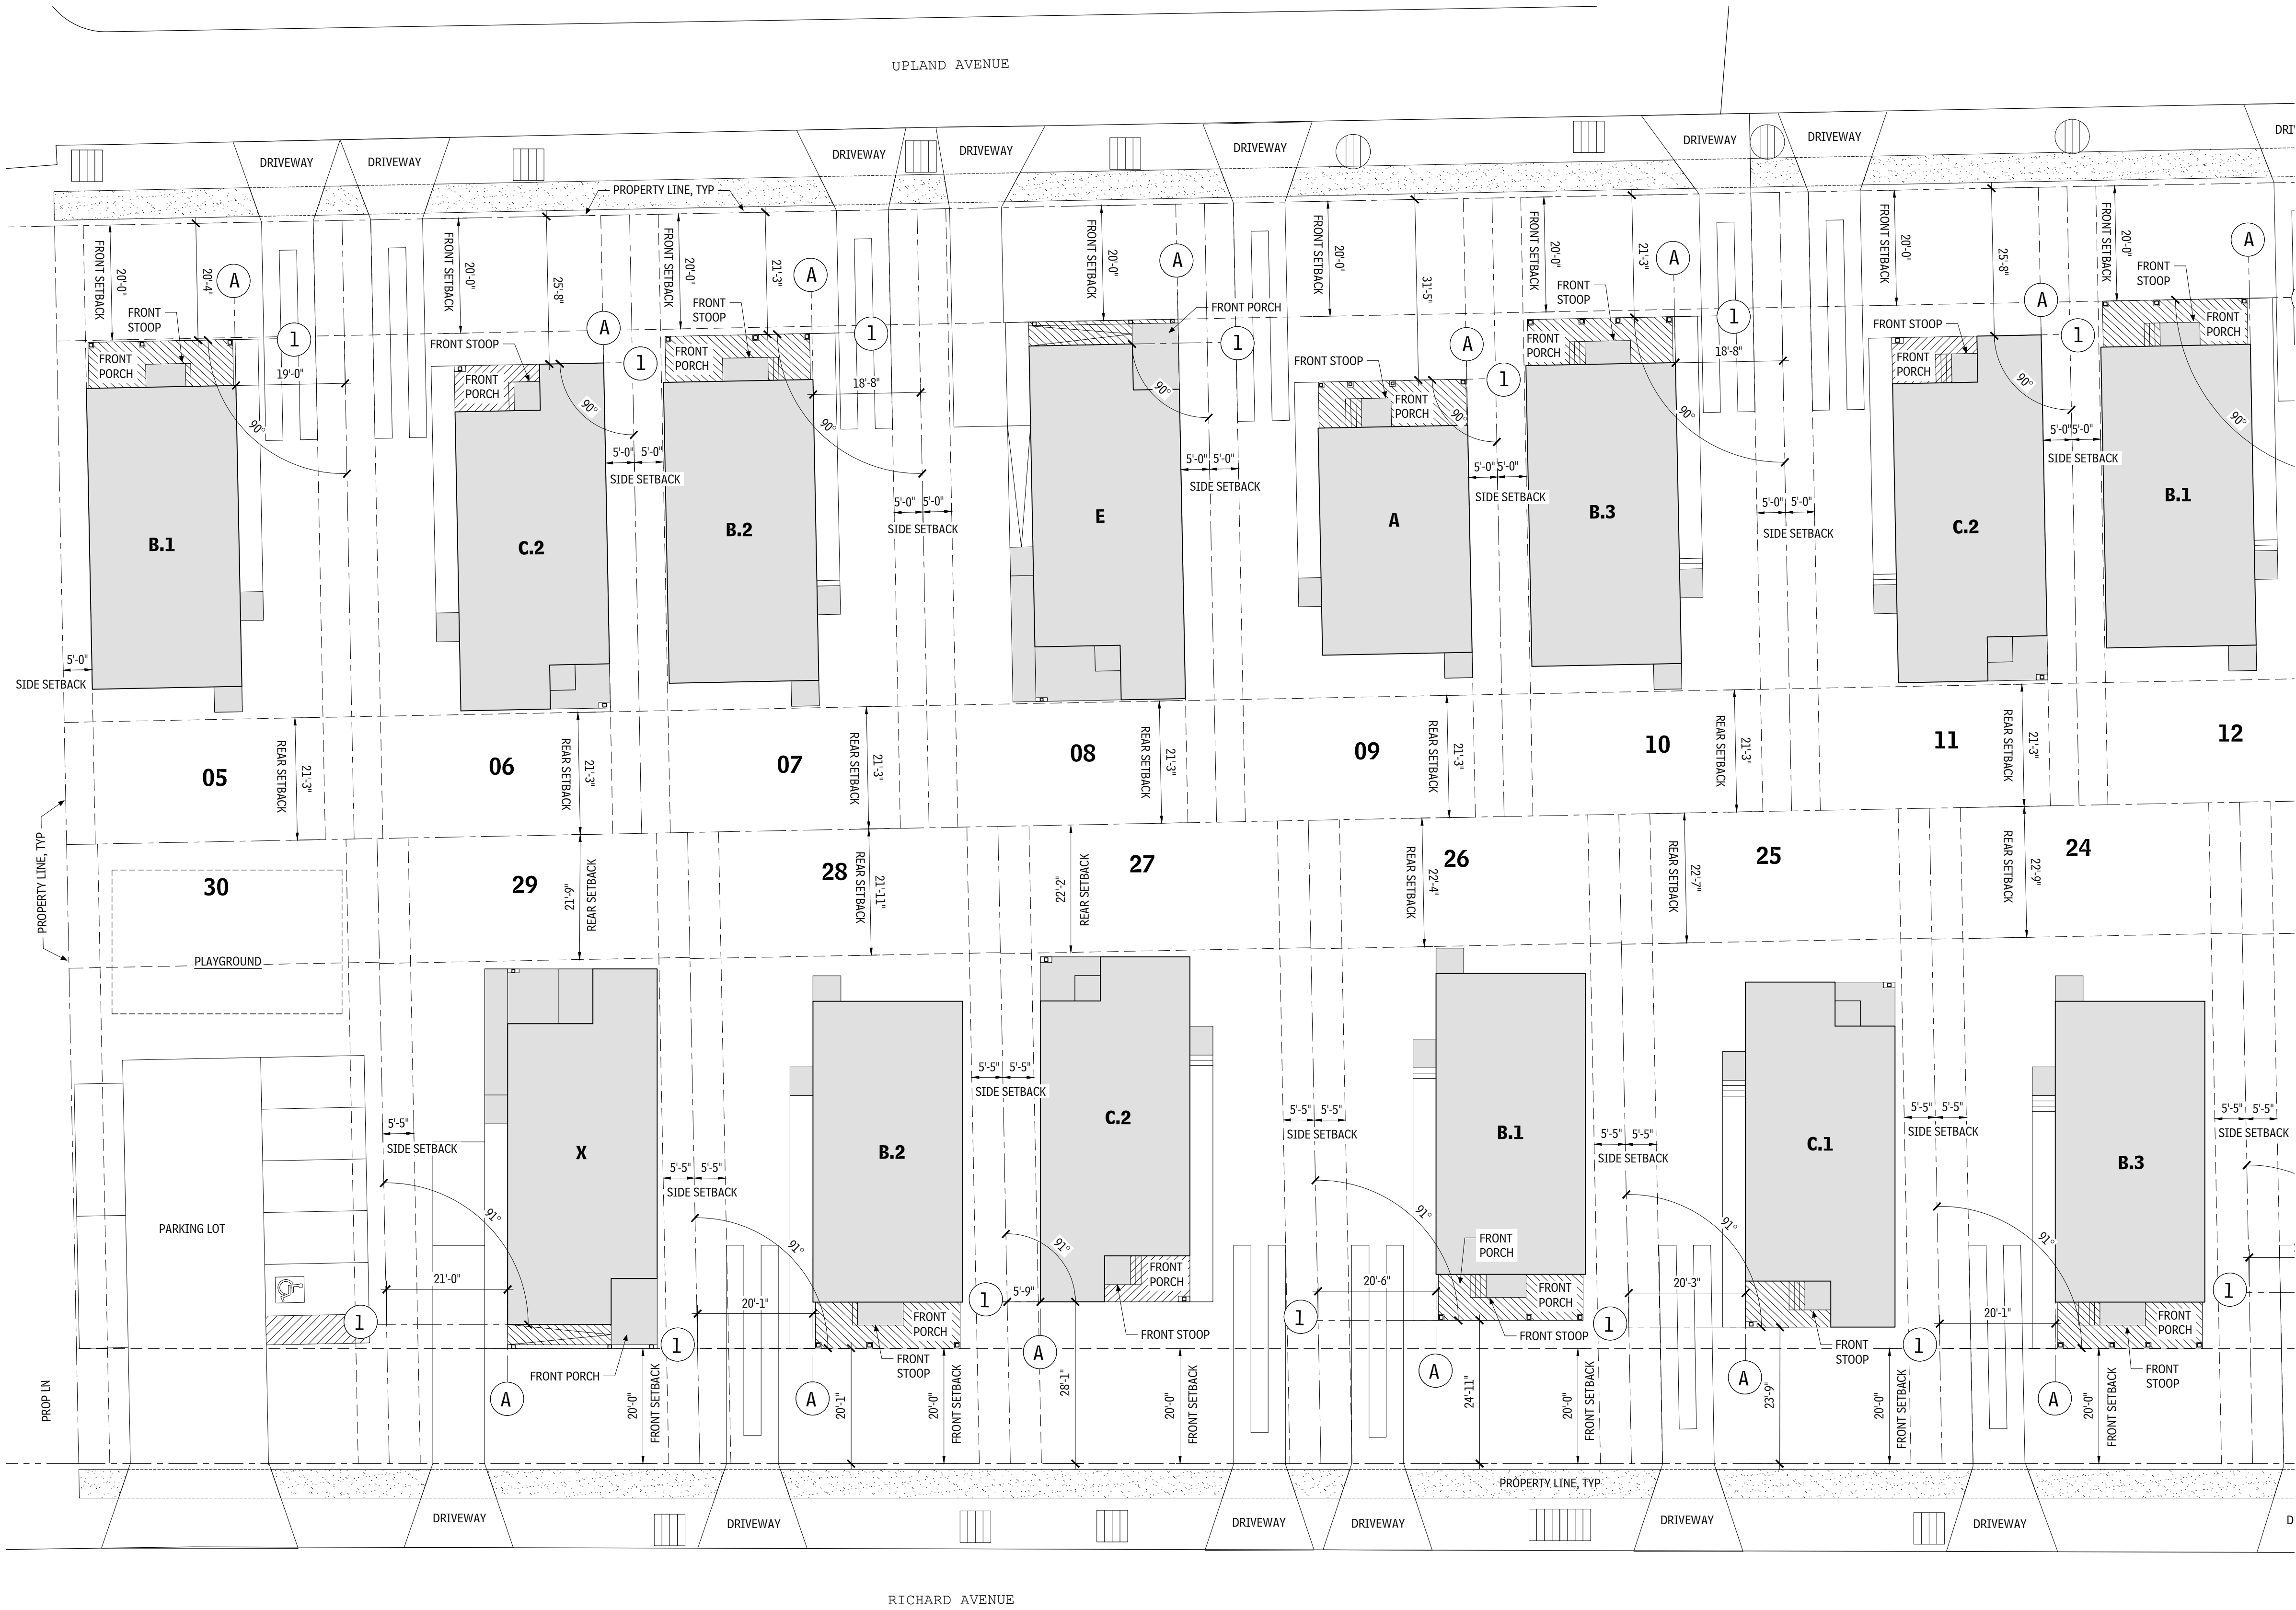 UPLAND AVENUE
DRIVEWAY
DRIVEWAY
DRIVEWAY
DRIVEWAY
DRIVEWAY
DRIVEWAY
DRIVEWAY
PROPERTY LINE, TYP
FRONT SETBACK
20'-0"
20'-4"
A
FRONT
STOOP
1
FRONT
PORCH
19'-0"
90°
B.1
5'-0"
SIDE SETBACK
FRONT SETBACK
20'-0"
25'-8"
A
FRONT STOOP
1
FRONT
PORCH
90°
5'-0"
5'-0"
SIDE SETBACK
C.2
FRONT SETBACK
20'-0"
21'-3"
A
FRONT
STOOP
1
FRONT
PORCH
18'-8"
90°
5'-0"
5'-0"
SIDE SETBACK
B.2
FRONT SETBACK
20'-0"
A
FRONT PORCH
1
90°
5'-0"
5'-0"
SIDE SETBACK
E
FRONT SETBACK
20'-0"
31'-5"
A
FRONT STOOP
1
FRONT
PORCH
90°
5'-0"
5'-0"
SIDE SETBACK
A
FRONT SETBACK
20'-0"
21'-3"
A
FRONT
STOOP
1
FRONT
PORCH
18'-8"
90°
5'-0"
5'-0"
SIDE SETBACK
B.3
FRONT SETBACK
20'-0"
25'-8"
A
FRONT STOOP
1
FRONT
PORCH
90°
5'-0"
5'-0"
SIDE SETBACK
C.2
FRONT SETBACK
20'-0"
A
FRONT
STOOP
FRONT
PORCH
90°
B.1
05
REAR SETBACK
21'-3"
06
REAR SETBACK
21'-3"
07
REAR SETBACK
21'-3"
08
REAR SETBACK
21'-3"
09
REAR SETBACK
21'-3"
10
REAR SETBACK
21'-3"
11
REAR SETBACK
21'-3"
12
PROPERTY LINE, TYP
30
PLAYGROUND
29
21'-9"
REAR SETBACK
28
REAR SETBACK
21'-11"
22'-2"
REAR SETBACK
27
REAR SETBACK
22'-4"
26
REAR SETBACK
22'-7"
25
REAR SETBACK
22'-9"
24
PARKING LOT
1
PROP LN
5'-5"
SIDE SETBACK
91°
21'-0"
X
FRONT PORCH
A
20'-0"
FRONT SETBACK
5'-5"
5'-5"
SIDE SETBACK
91°
20'-1"
1
B.2
FRONT
PORCH
FRONT
STOOP
A
20'-1"
20'-0"
FRONT SETBACK
5'-5"
5'-5"
SIDE SETBACK
91°
5'-9"
1
C.2
FRONT
PORCH
FRONT STOOP
A
28'-1"
20'-0"
FRONT SETBACK
5'-5"
5'-5"
SIDE SETBACK
91°
20'-6"
1
B.1
FRONT
PORCH
FRONT
PORCH
FRONT STOOP
A
24'-11"
20'-0"
FRONT SETBACK
5'-5"
5'-5"
SIDE SETBACK
91°
20'-3"
1
C.1
FRONT
STOOP
A
23'-9"
20'-0"
FRONT SETBACK
5'-5"
5'-5"
SIDE SETBACK
91°
20'-1"
1
B.3
FRONT
PORCH
FRONT
STOOP
A
20'-0"
FRONT SETBACK
5'-5"
5'-5"
SIDE SETBACK
1
PROPERTY LINE, TYP
DRIVEWAY
DRIVEWAY
DRIVEWAY
DRIVEWAY
DRIVEWAY
DRIVEWAY
RICHARD AVENUE